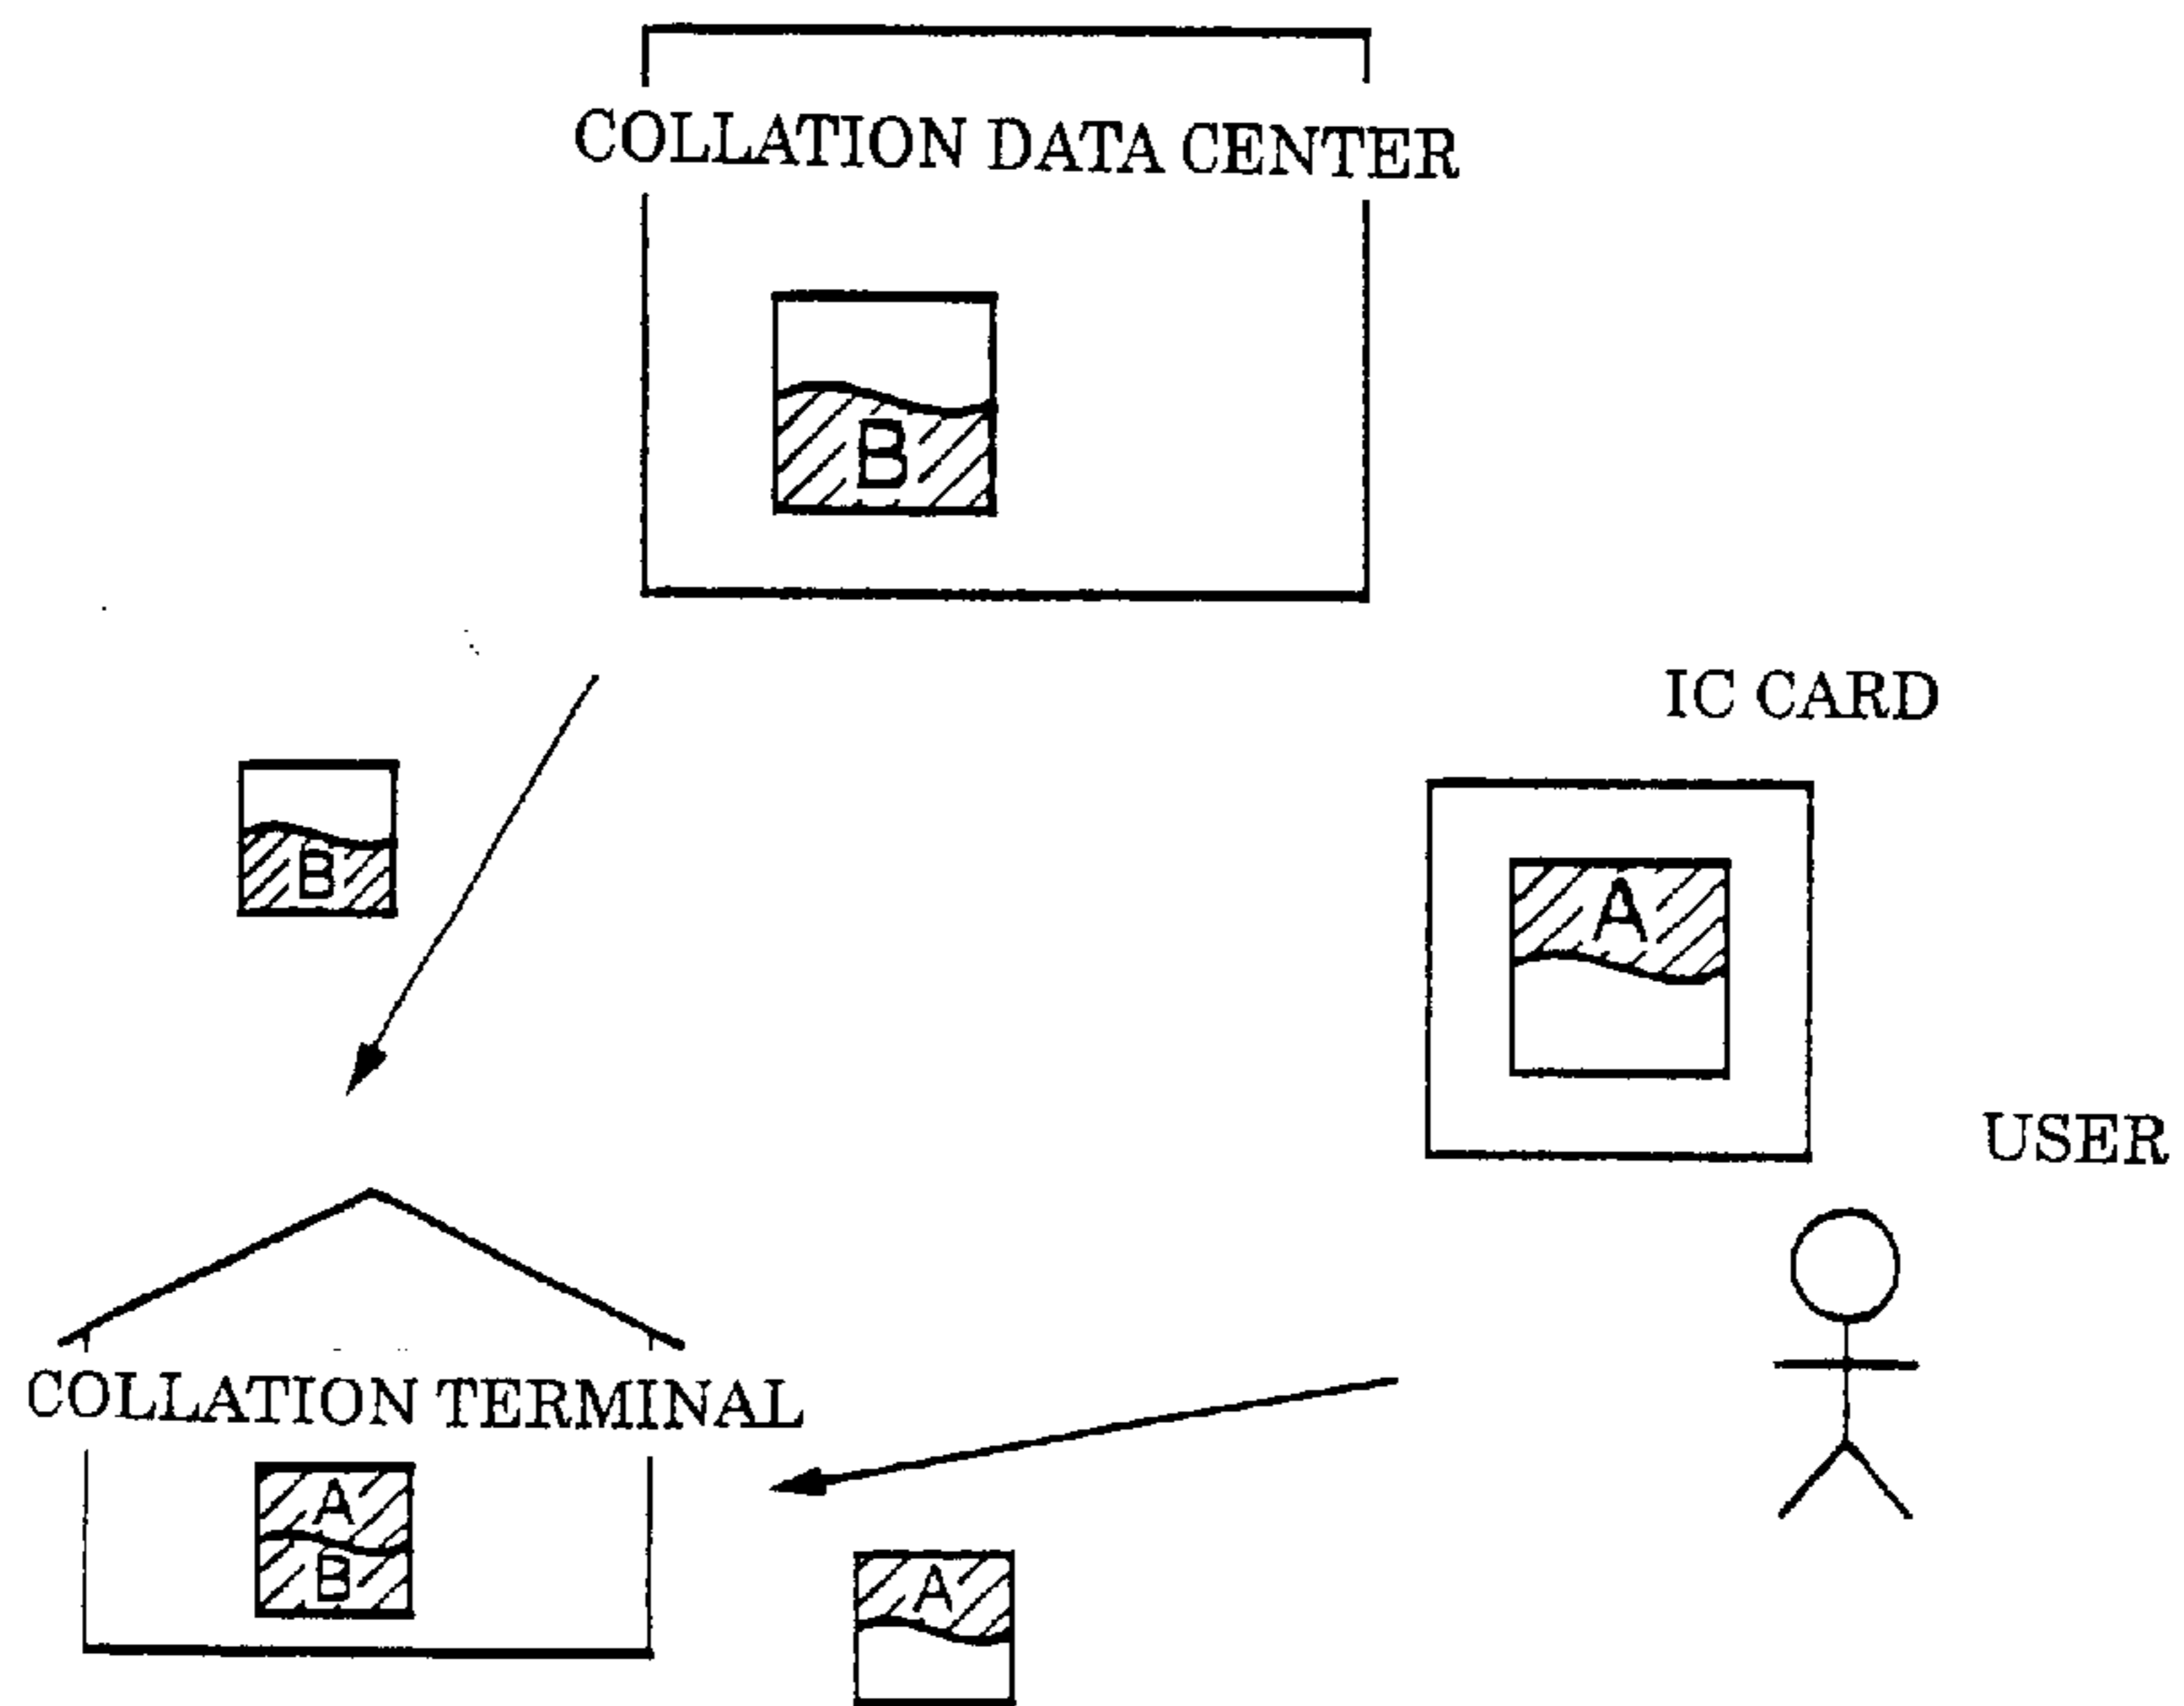 COLLATION DATA CENTER
B
IC CARD
B
A
USER
COLLATION TERMINAL
A
B
A